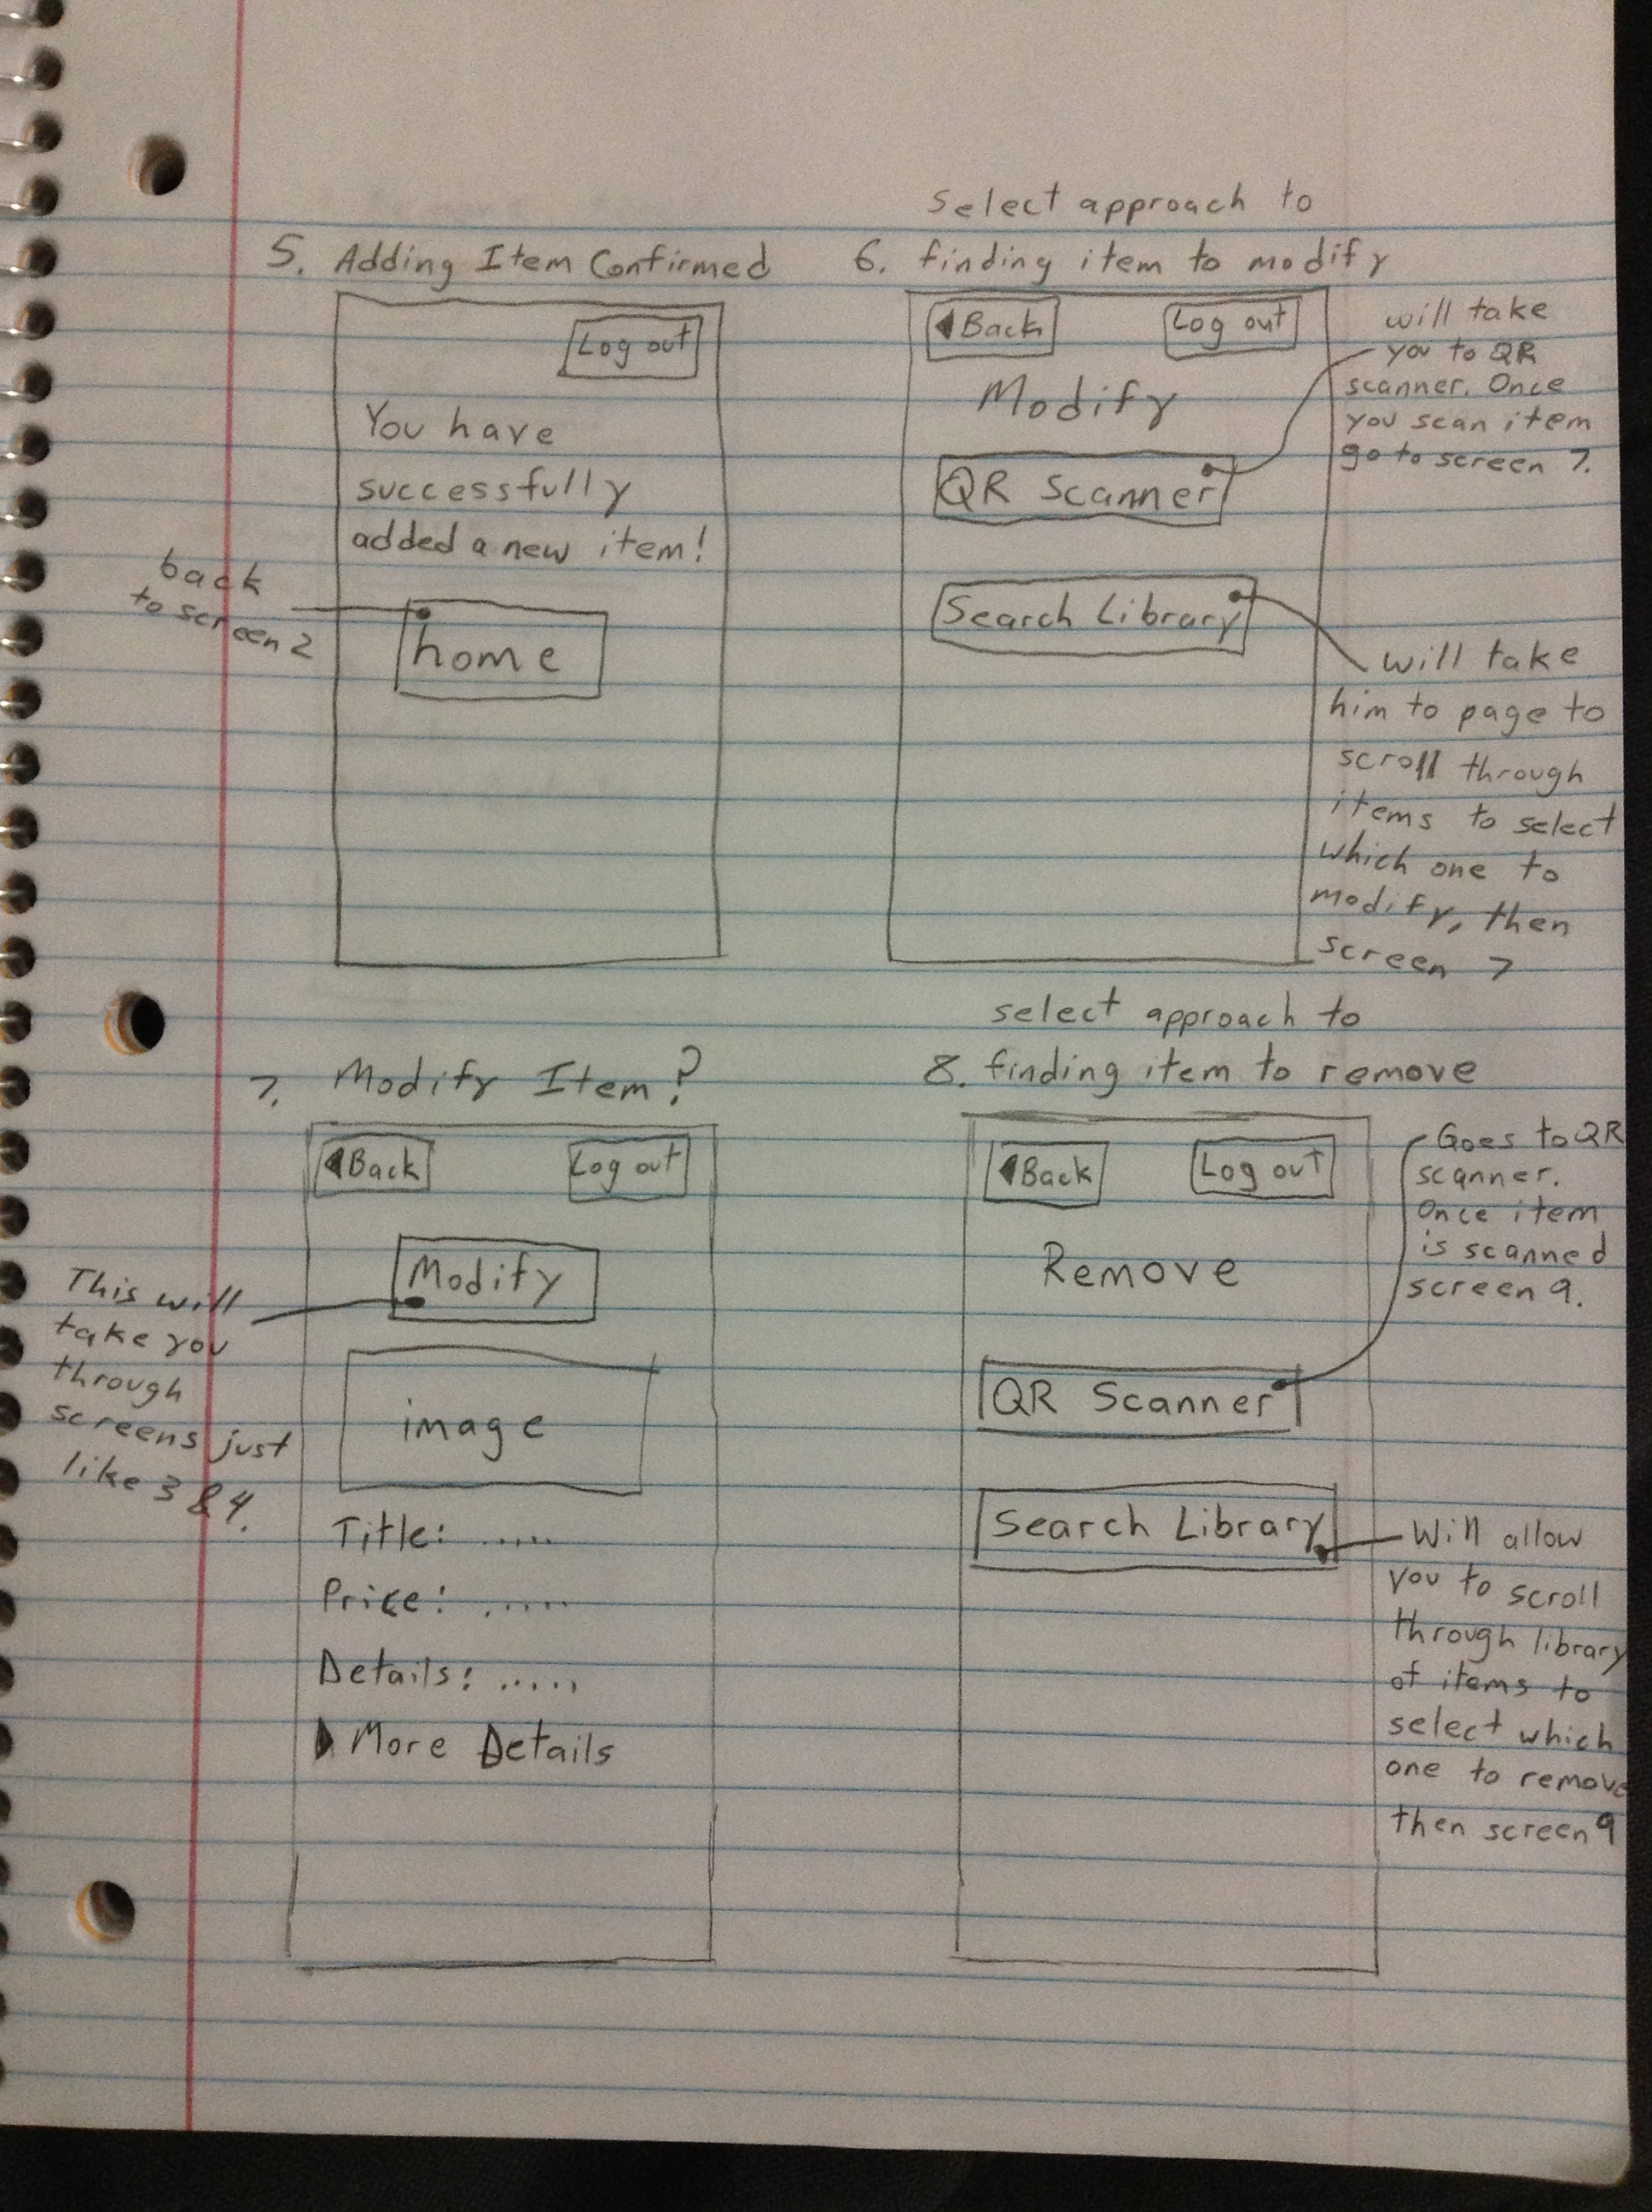 5. Adding Item Confirmed
Log out
You have
successfully
added a new item!
home
back
to screen 2
select approach to
6. finding item to modify
Back
Log out
Modify
QR Scanner
Search Library
will take
you to QR
scanner. Once
you scan item
go to screen 7.
will take
him to page to
scroll through
items to select
which one to
modify, then
screen 7
7. Modify Item?
Back
Log out
Modify
image
Title: .....
Price: .....
Details: .....
More Details
This will
take you
through
screens just
like 3 & 4.
select approach to
8. finding item to remove
Back
Log out
Remove
QR Scanner
Search Library
Goes to QR
scanner.
Once item
is scanned
screen 9.
Will allow
you to scroll
through library
of items to
select which
one to remove
then screen 9